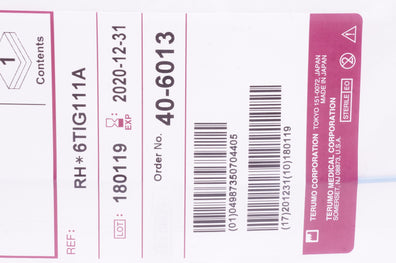 1
Contents
REF: RH*6TIG111A
LOT: 180119 EXP 2020-12-31
Order No. 40-6013
(01)04987350704405
(17)201231(10)180119
TERUMO CORPORATION TOKYO 151-0072, JAPAN
MADE IN JAPAN
TERUMO MEDICAL CORPORATION
SOMERSET, NJ 08873, U.S.A.
STERILE EO